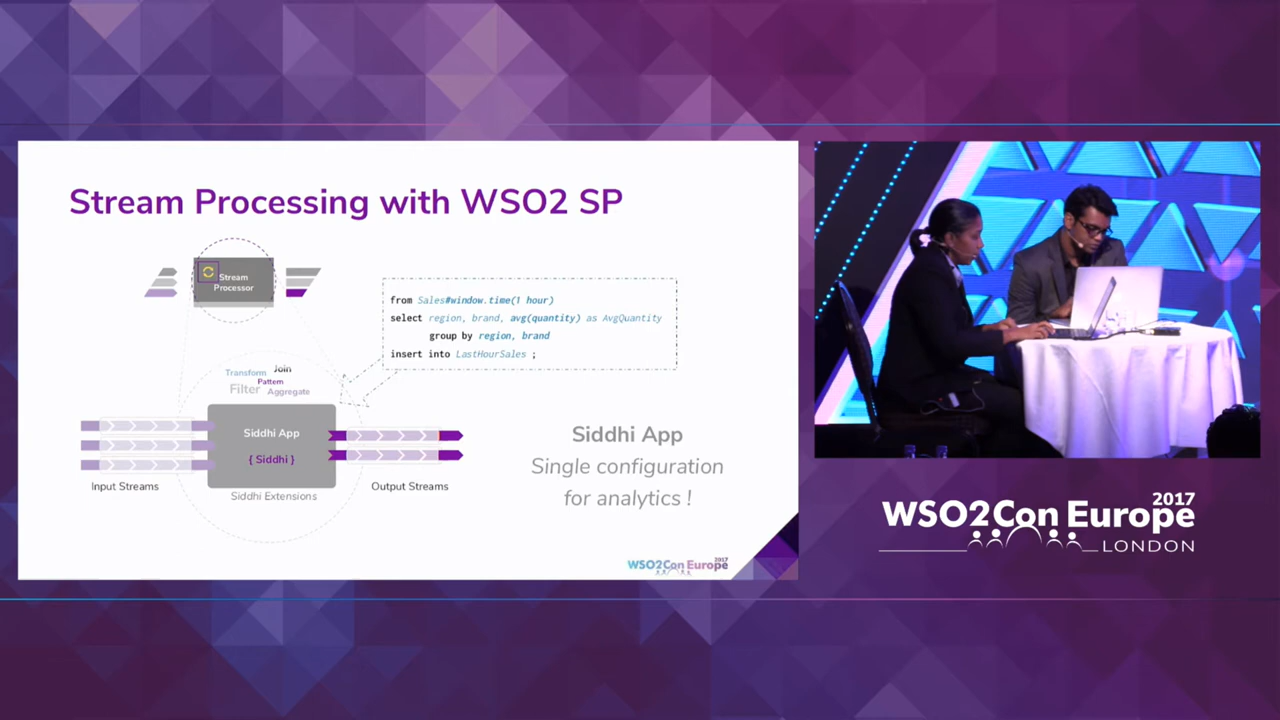 Stream Processing with WSO2 SP
Stream
Processor
from Sales#window.time(1 hour)
select region, brand, avg(quantity) as AvgQuantity
group by region, brand
insert into LastHourSales ;
Transform
Join
Pattern
Filter
Aggregate
Siddhi App
{ Siddhi }
Input Streams
Output Streams
Siddhi Extensions
Siddhi App
Single configuration
for analytics !
WSO2Con Europe 2017
WSO2Con Europe 2017
LONDON